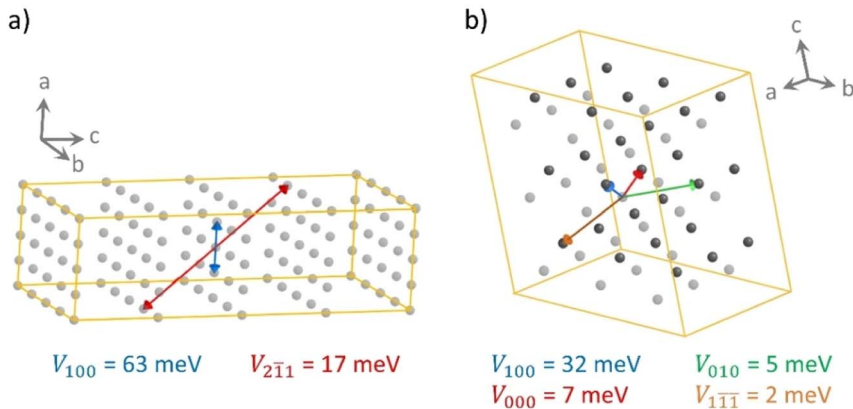 a)
b)
a
c
b
c
a
b
V₁₀₀ = 63 meV
V₂₁̄₁ = 17 meV
V₁₀₀ = 32 meV
V₀₁₀ = 5 meV
V₀₀₀ = 7 meV
V₁₁̄₁̄ = 2 meV